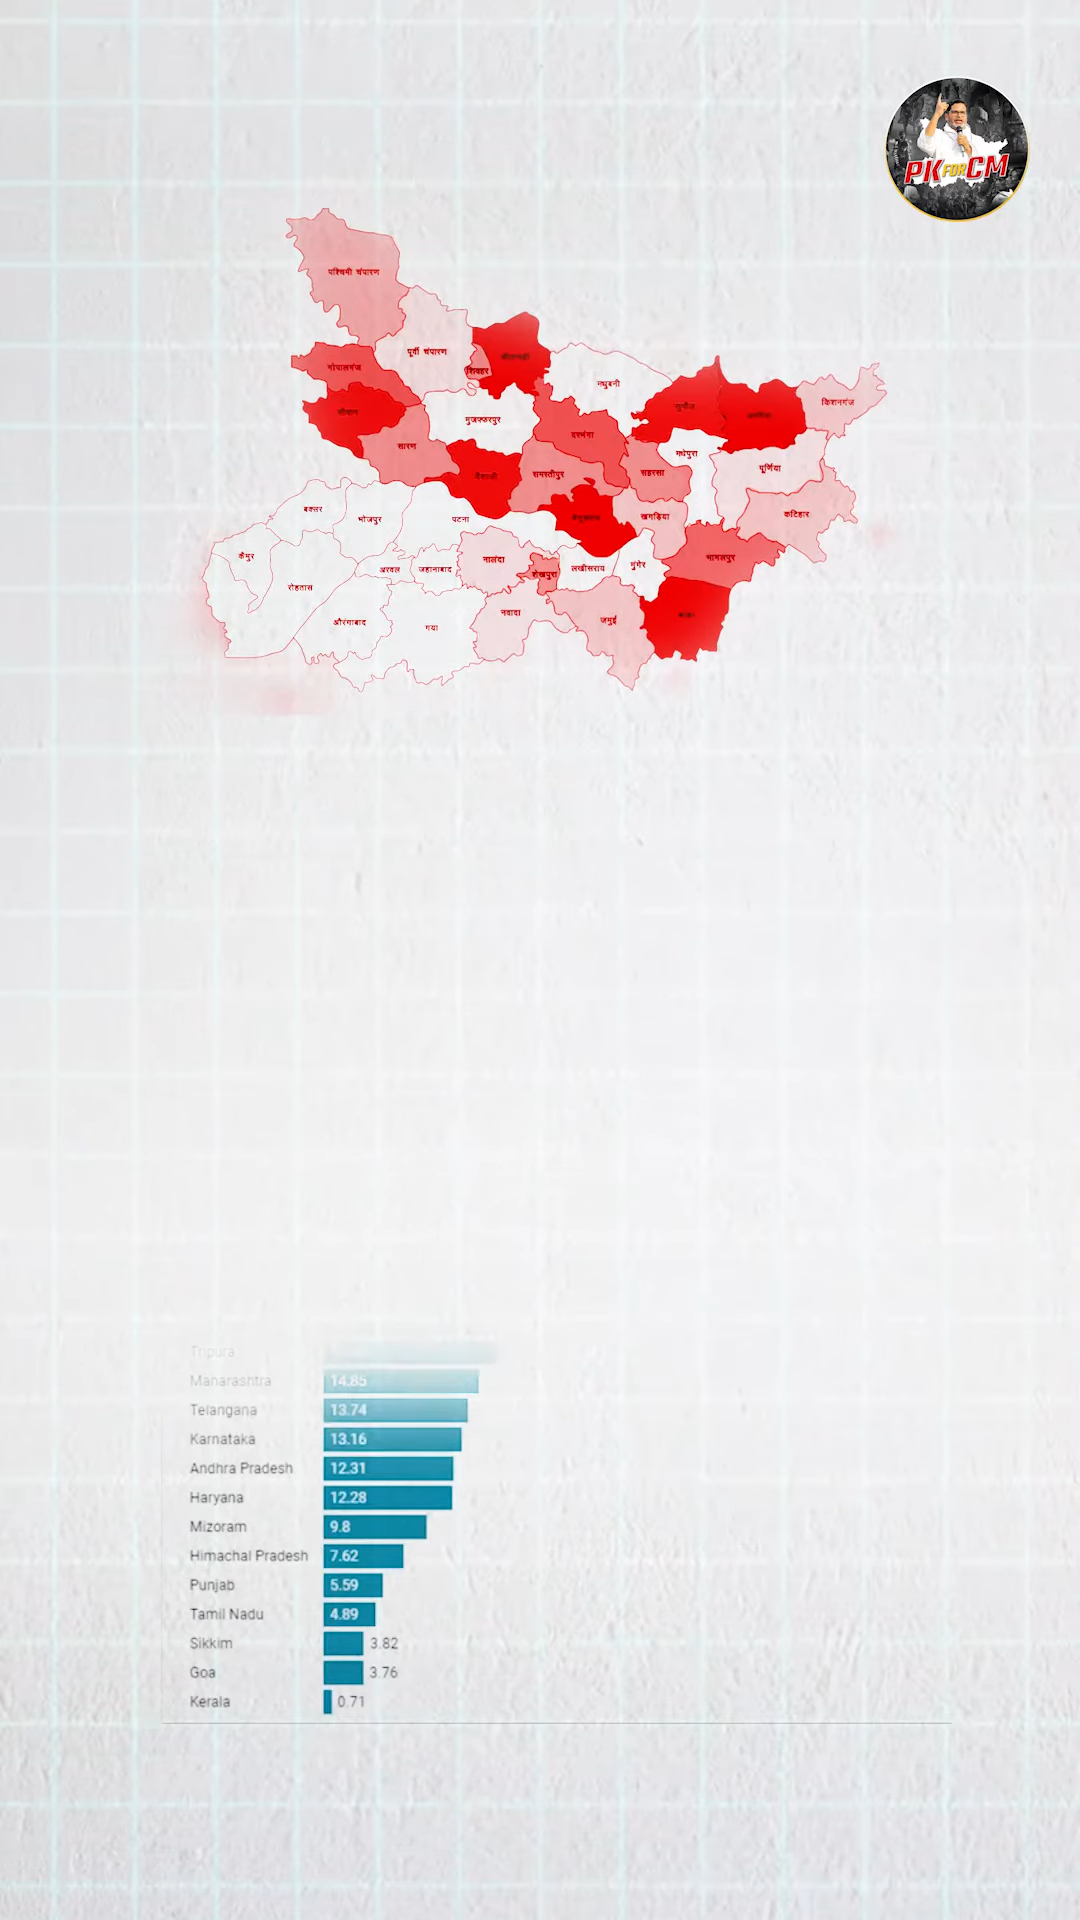 PK FOR CM
पश्चिमी चंपारण
पूर्वी चंपारण
शिवहर
गोपालगंज
मधुबनी
किशनगंज
मुजफ्फरपुर
दरभंगा
सारण
मधेपुरा
पूर्णिया
समस्तीपुर
सहरसा
बक्सर
भोजपुर
पटना
खगड़िया
कटिहार
कैमुर
नालंदा
भागलपुर
अरवल
जहानाबाद
शेखपुरा
लखीसराय
मुंगेर
रोहतास
नवादा
औरंगाबाद
गया
जमुई
Tripura
Maharashtra 14.85
Telangana 13.74
Karnataka 13.16
Andhra Pradesh 12.31
Haryana 12.28
Mizoram 9.8
Himachal Pradesh 7.62
Punjab 5.59
Tamil Nadu 4.89
Sikkim 3.82
Goa 3.76
Kerala 0.71